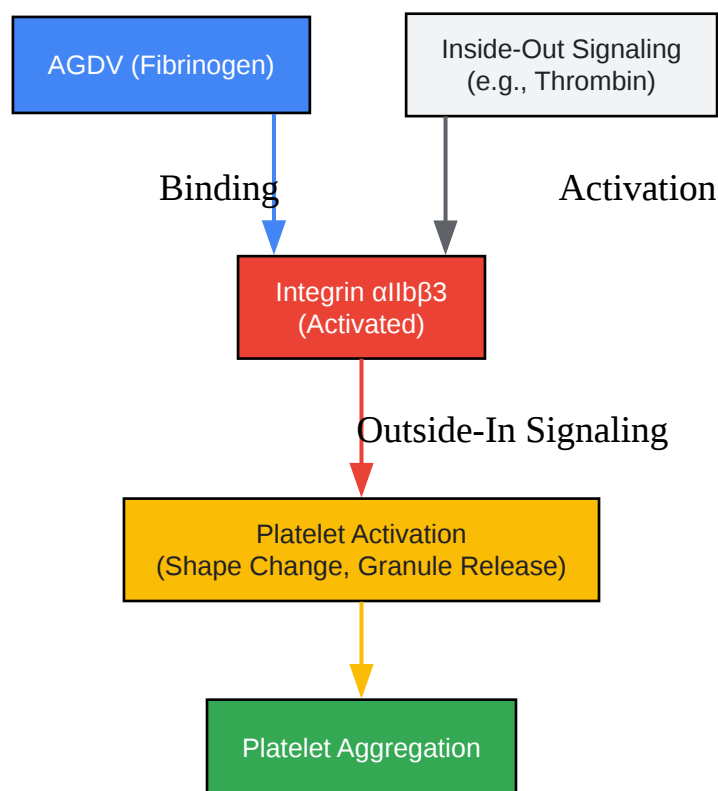 AGDV (Fibrinogen)
Inside-Out Signaling
(e.g., Thrombin)
Binding
Activation
Integrin αIIbβ3
(Activated)
Outside-In Signaling
Platelet Activation
(Shape Change, Granule Release)
Platelet Aggregation